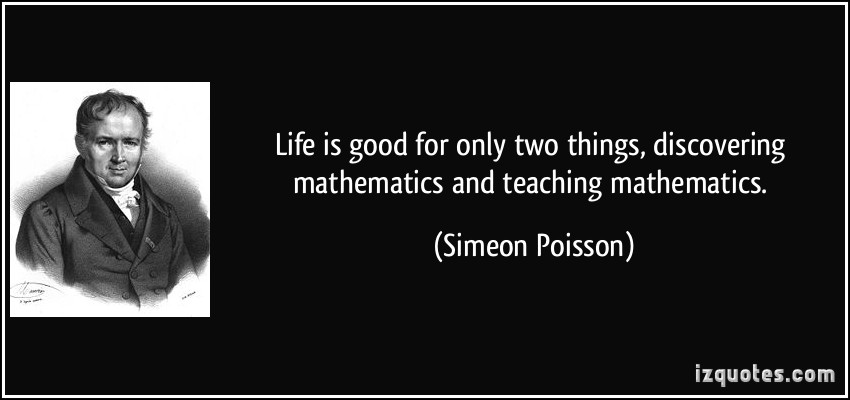 Life is good for only two things, discovering
mathematics and teaching mathematics.
(Simeon Poisson)
izquotes.com